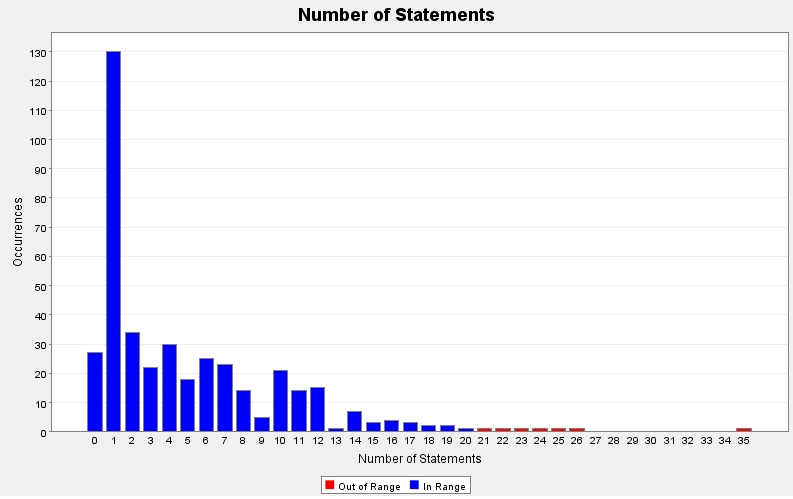 Number of Statements
130
120
110
100
90
80
70
60
50
40
30
20
10
0
Occurrences
0 1 2 3 4 5 6 7 8 9 10 11 12 13 14 15 16 17 18 19 20 21 22 23 24 25 26 27 28 29 30 31 32 33 34 35
Number of Statements
Out of Range In Range